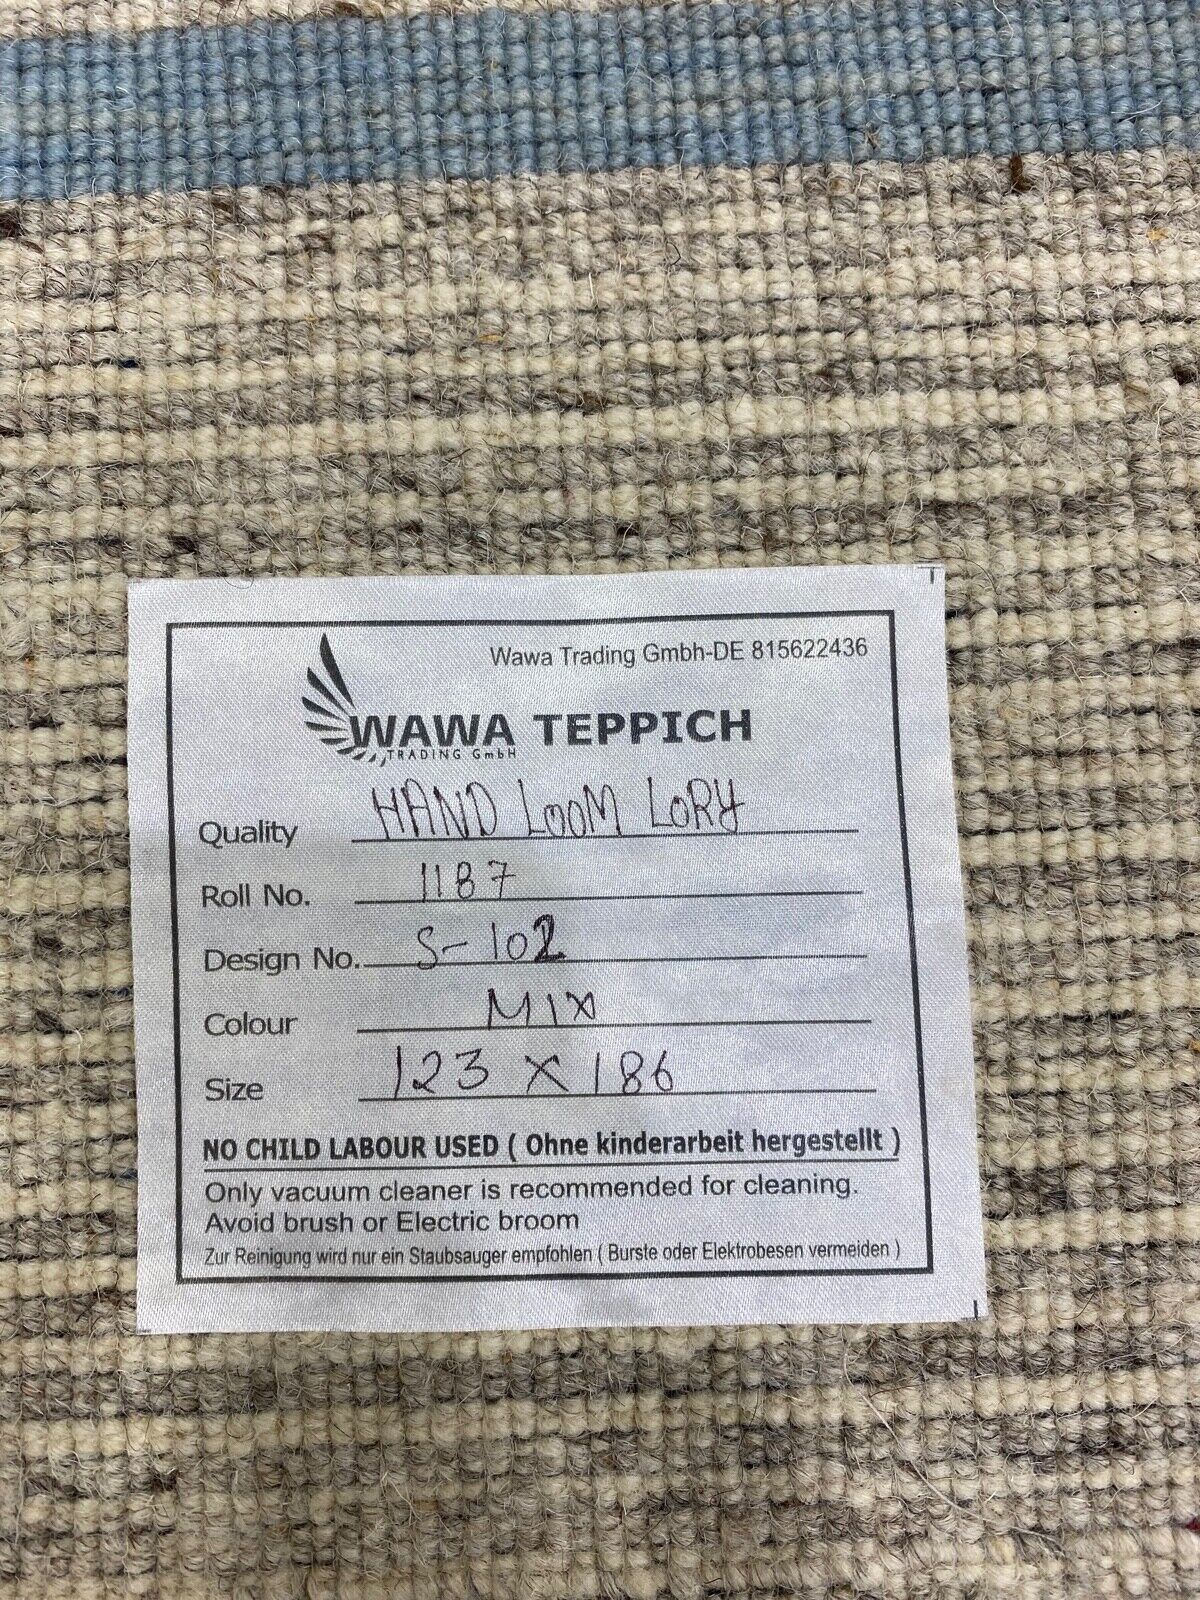 Wawa Trading Gmbh-DE 815622436
WAWA TEPPICH
TRADING GmbH
Quality HAND LOOM LORY
Roll No. 1187
Design No. S-102
Colour MIX
Size 123 X 186
NO CHILD LABOUR USED ( Ohne kinderarbeit hergestellt )
Only vacuum cleaner is recommended for cleaning.
Avoid brush or Electric broom
Zur Reinigung wird nur ein Staubsauger empfohlen ( Burste oder Elektrobesen vermeiden )